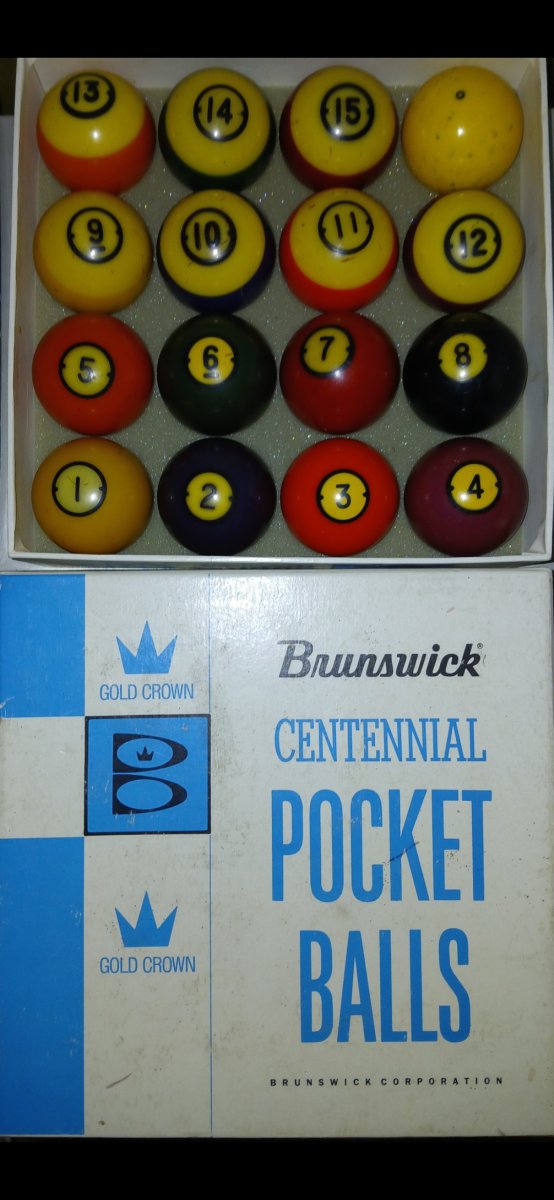 13 14 15
9 10 11 12
5 6 7 8
1 2 3 4
Brunswick®
GOLD CROWN
CENTENNIAL
B
POCKET
BALLS
GOLD CROWN
BRUNSWICK CORPORATION